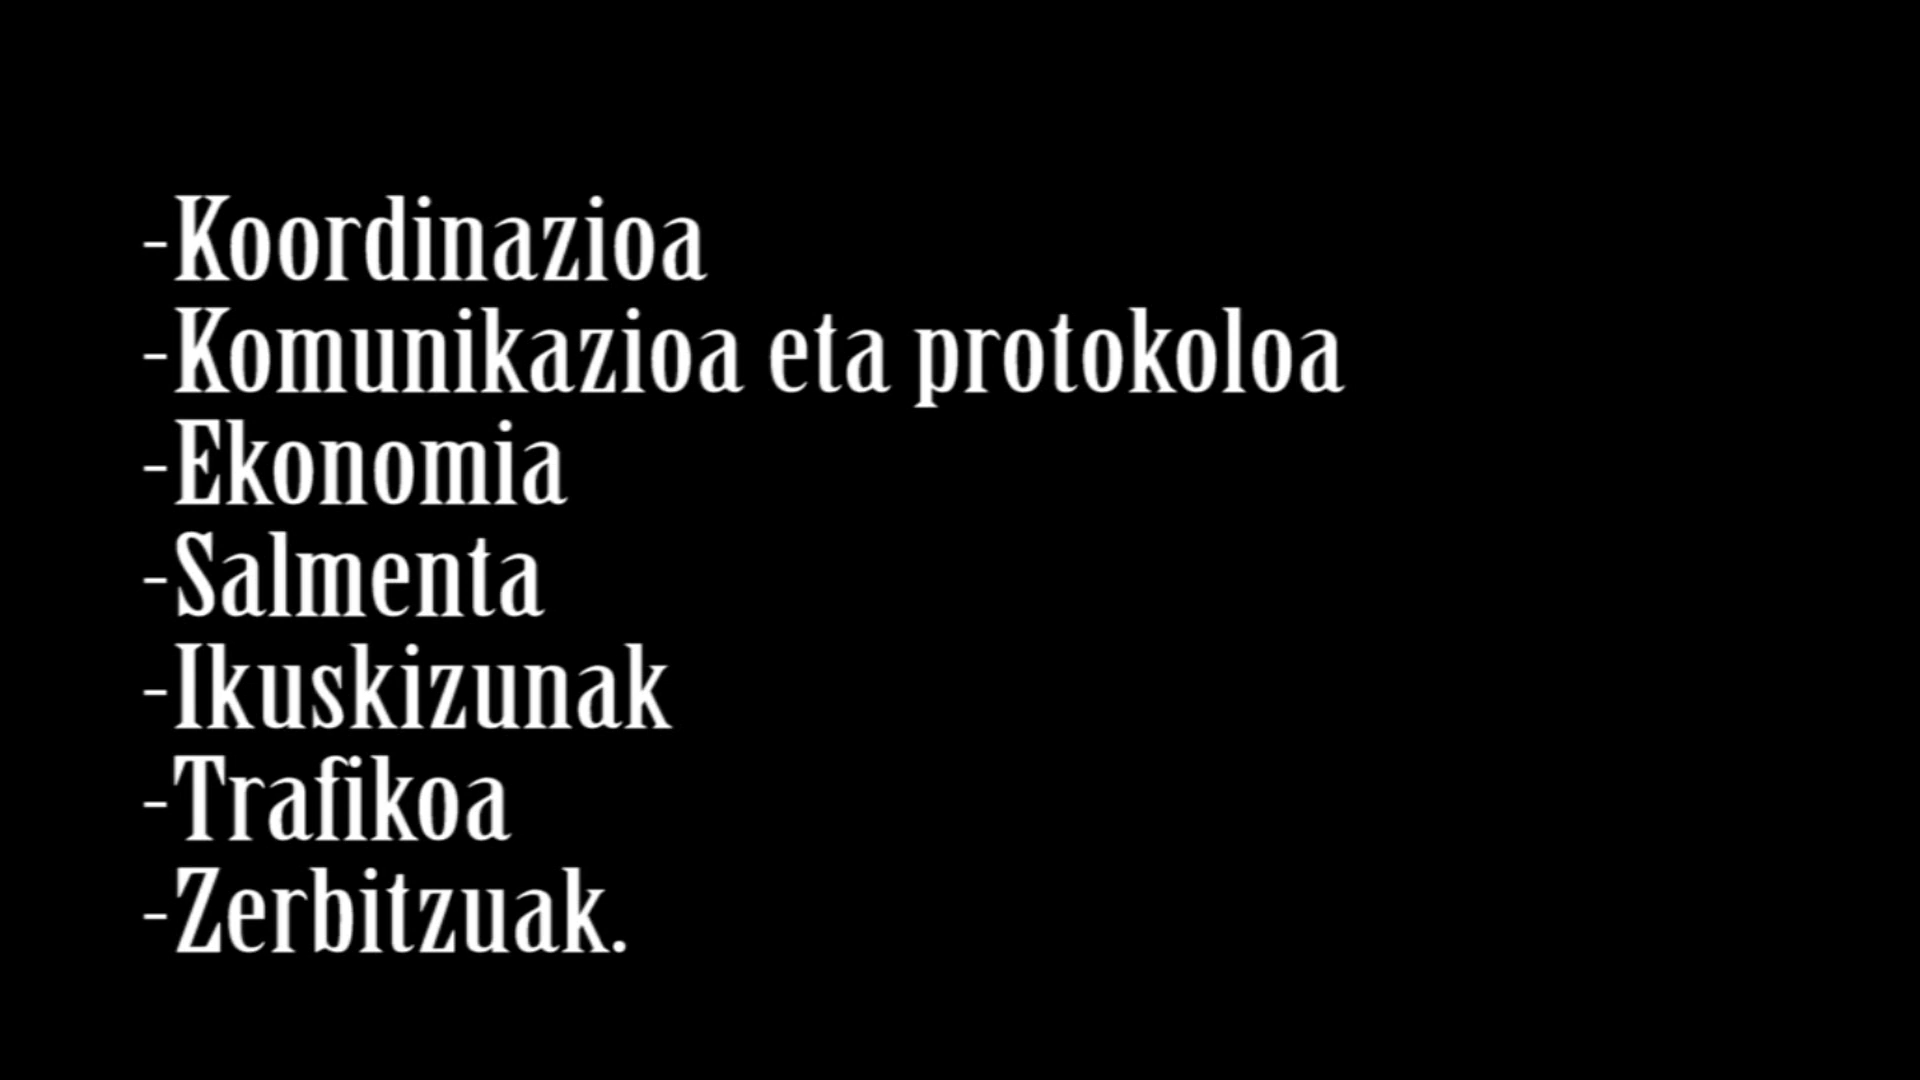 -Koordinazioa
-Komunikazioa eta protokoloa
-Ekonomia
-Salmenta
-Ikuskizunak
-Trafikoa
-Zerbitzuak.